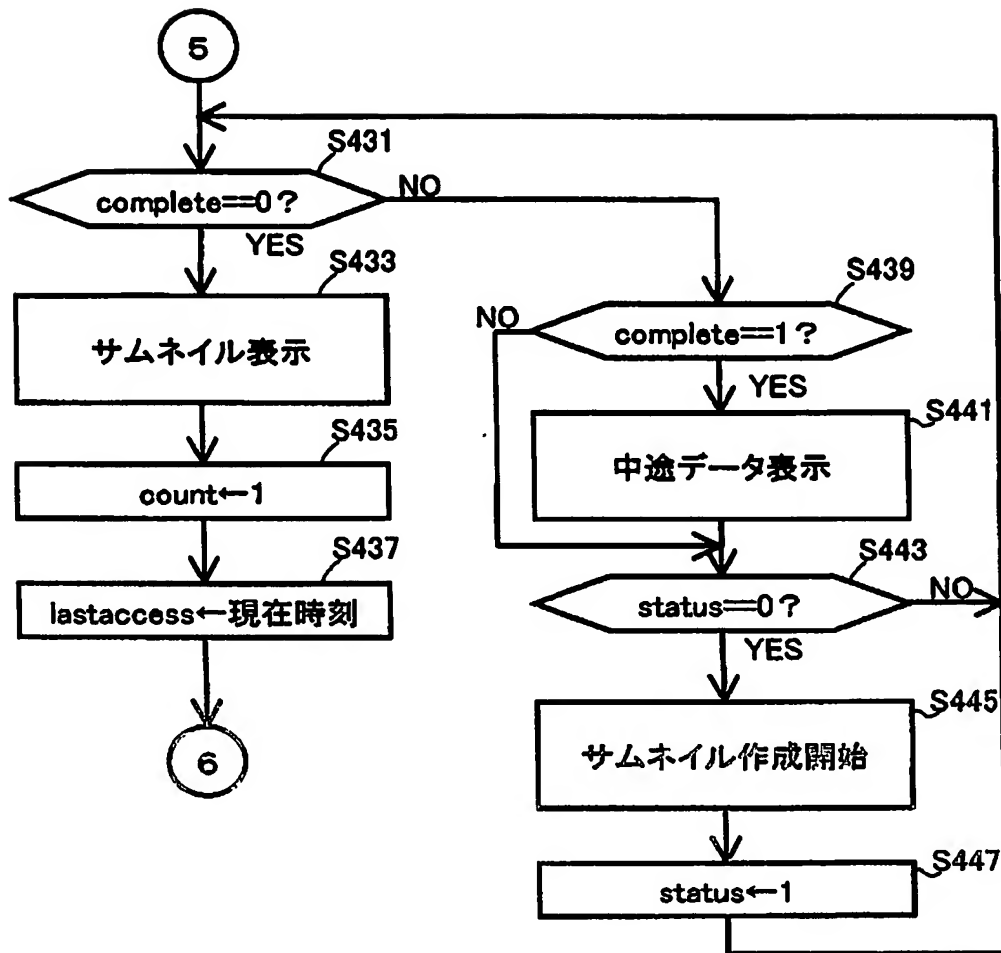 5
S431
complete==0？
NO
YES
S433
サムネイル表示
S435
count←1
S437
lastaccess←現在時刻
6
S439
NO
complete==1？
YES
S441
中途データ表示
S443
status==0？
NO
YES
S445
サムネイル作成開始
S447
status←1